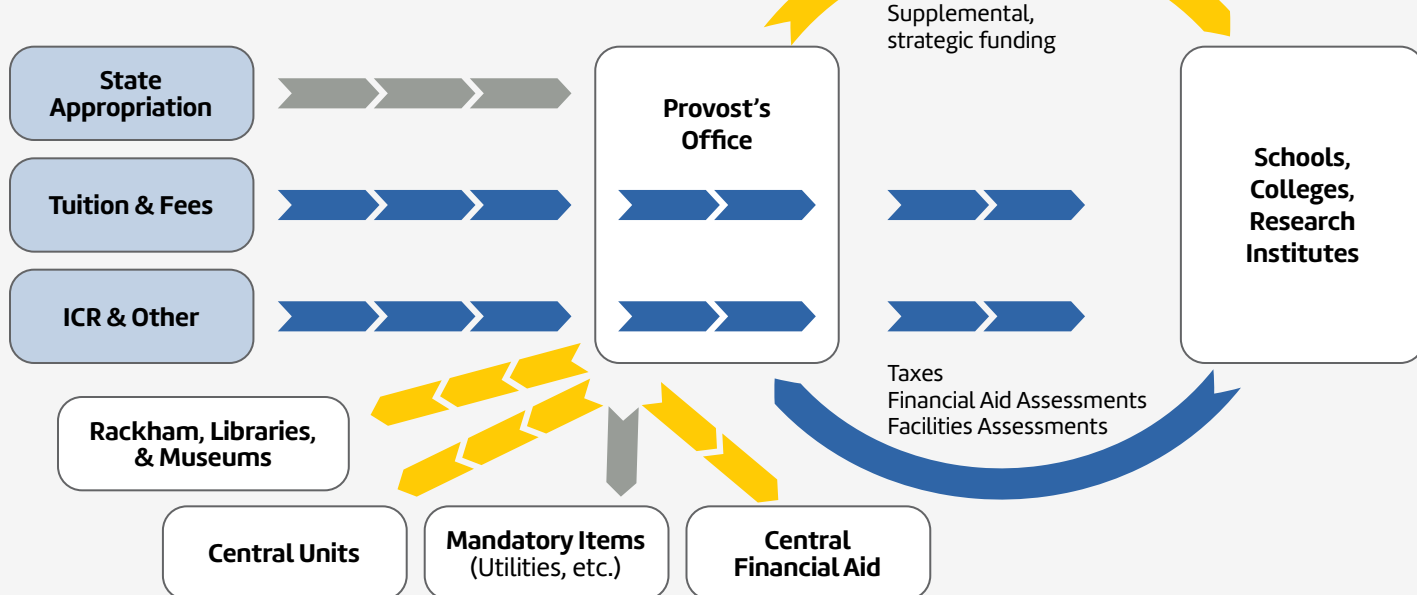 Supplemental,
strategic funding
State
Appropriation
Provost's
Office
Tuition & Fees
Schools,
Colleges,
Research
Institutes
ICR & Other
Taxes
Financial Aid Assessments
Facilities Assessments
Rackham, Libraries,
& Museums
Central Units
Mandatory Items
(Utilities, etc.)
Central
Financial Aid